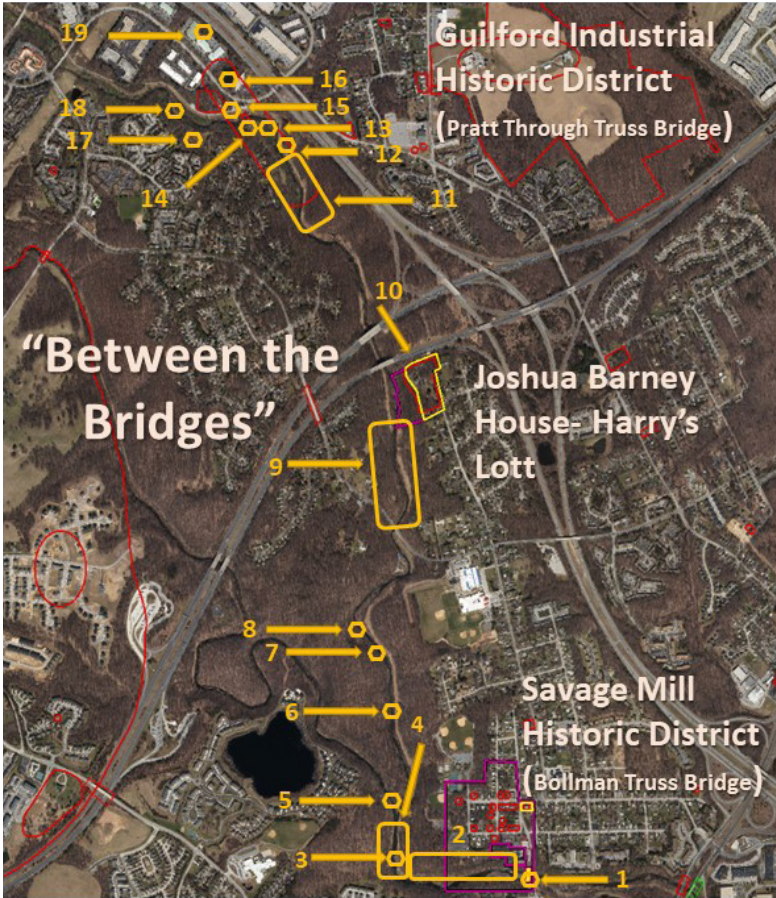 19
Guilford Industrial
Historic District
(Pratt Through Truss Bridge)
16
18
15
17
13
12
14
11
10
“Between the
Bridges”
Joshua Barney
House- Harry’s
Lott
9
8
7
Savage Mill
Historic District
(Bollman Truss Bridge)
6
4
5
2
3
1